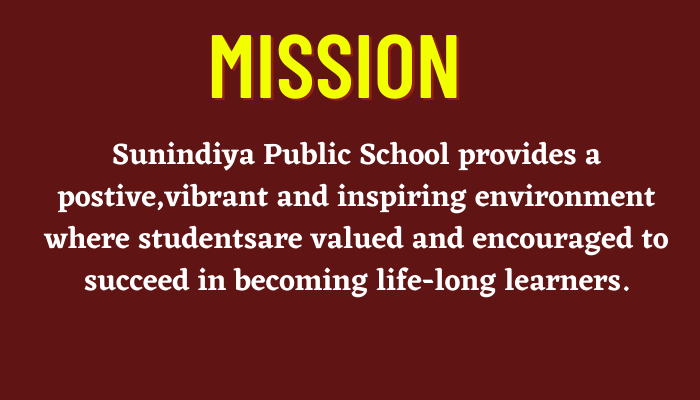 MISSION
Sunindiya Public School provides a
postive,vibrant and inspiring environment
where studentsare valued and encouraged to
succeed in becoming life-long learners.